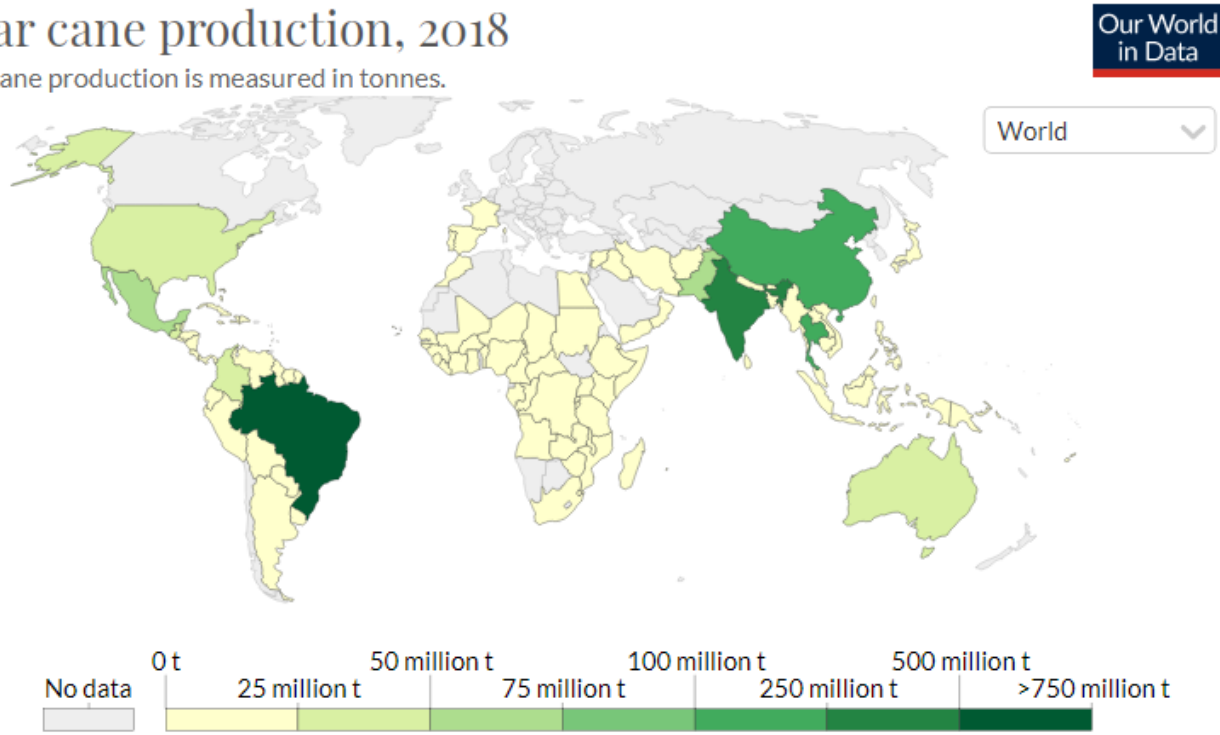 ar cane production, 2018
ane production is measured in tonnes.
Our World
in Data
World
No data
0 t
25 million t
50 million t
75 million t
100 million t
250 million t
500 million t
>750 million t